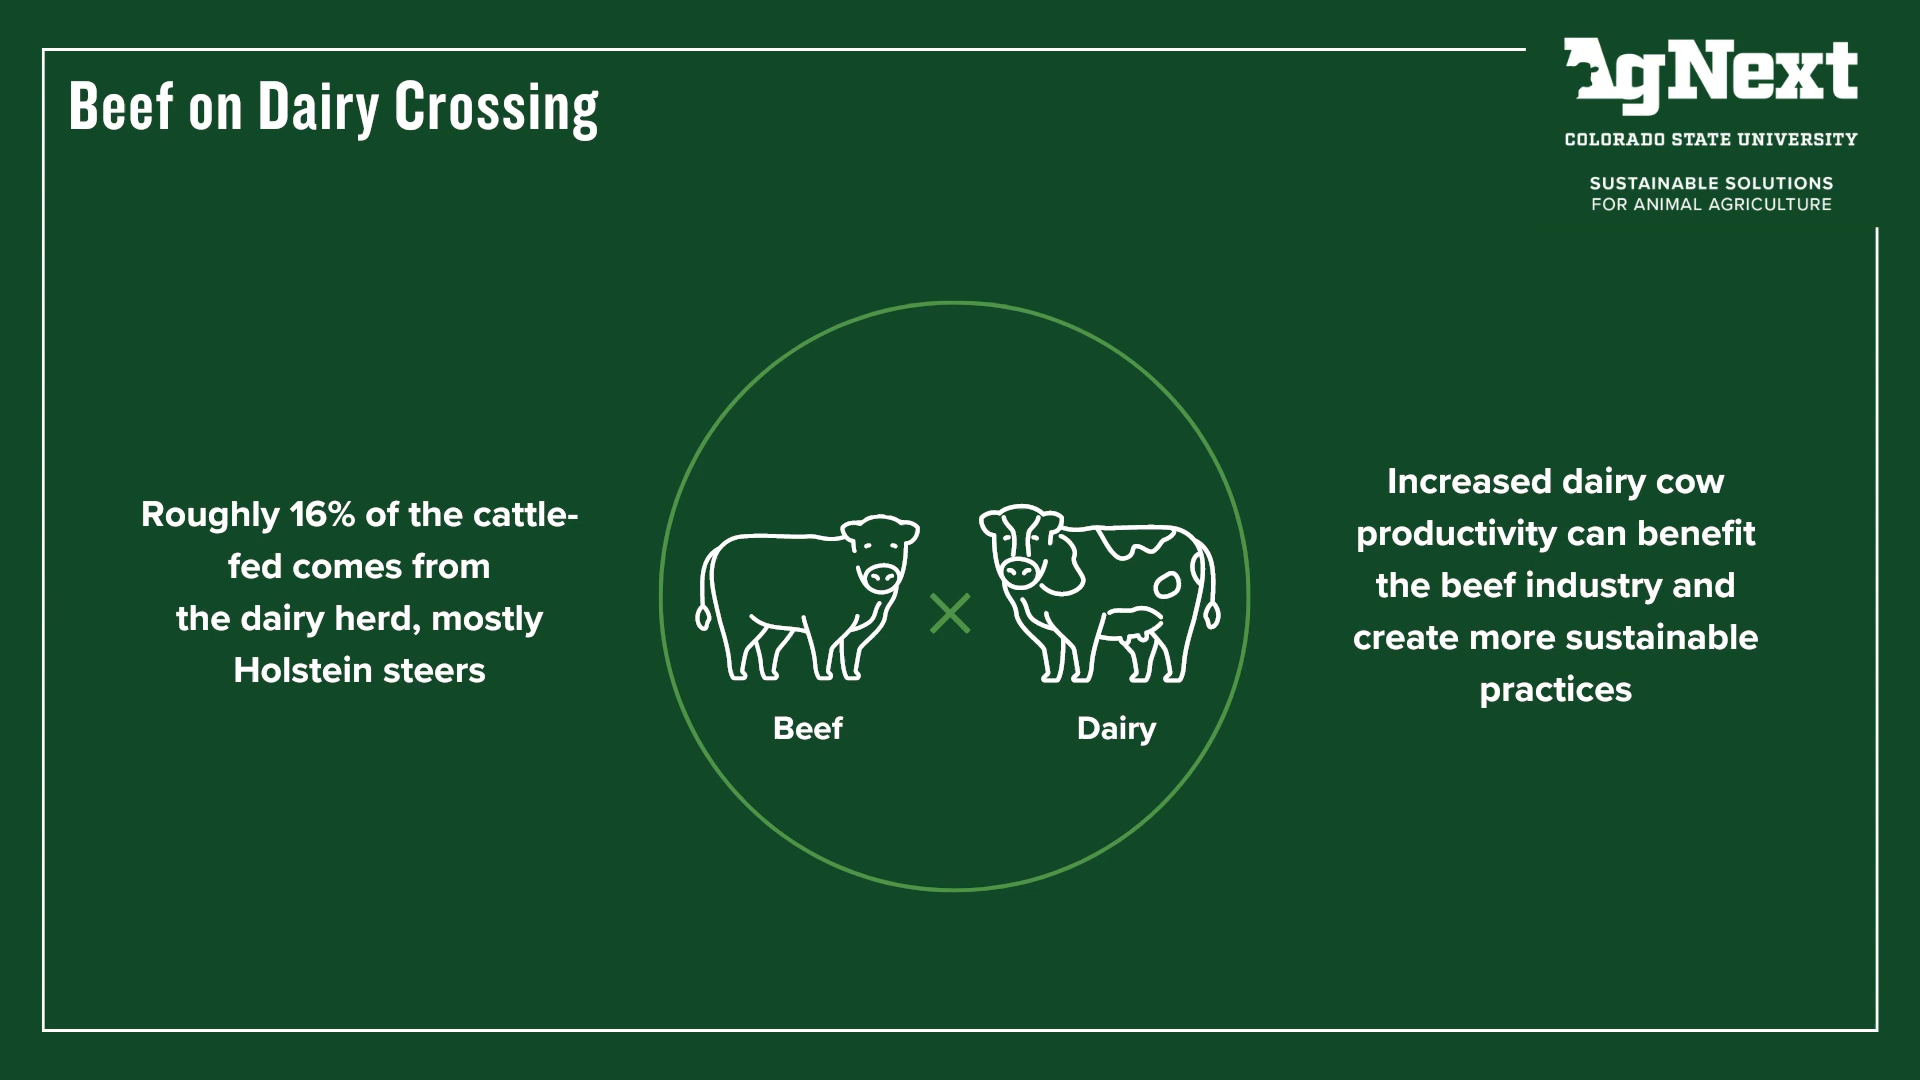 Beef on Dairy Crossing
AgNext
COLORADO STATE UNIVERSITY
SUSTAINABLE SOLUTIONS
FOR ANIMAL AGRICULTURE
Roughly 16% of the cattle-
fed comes from
the dairy herd, mostly
Holstein steers
Beef
Dairy
Increased dairy cow
productivity can benefit
the beef industry and
create more sustainable
practices